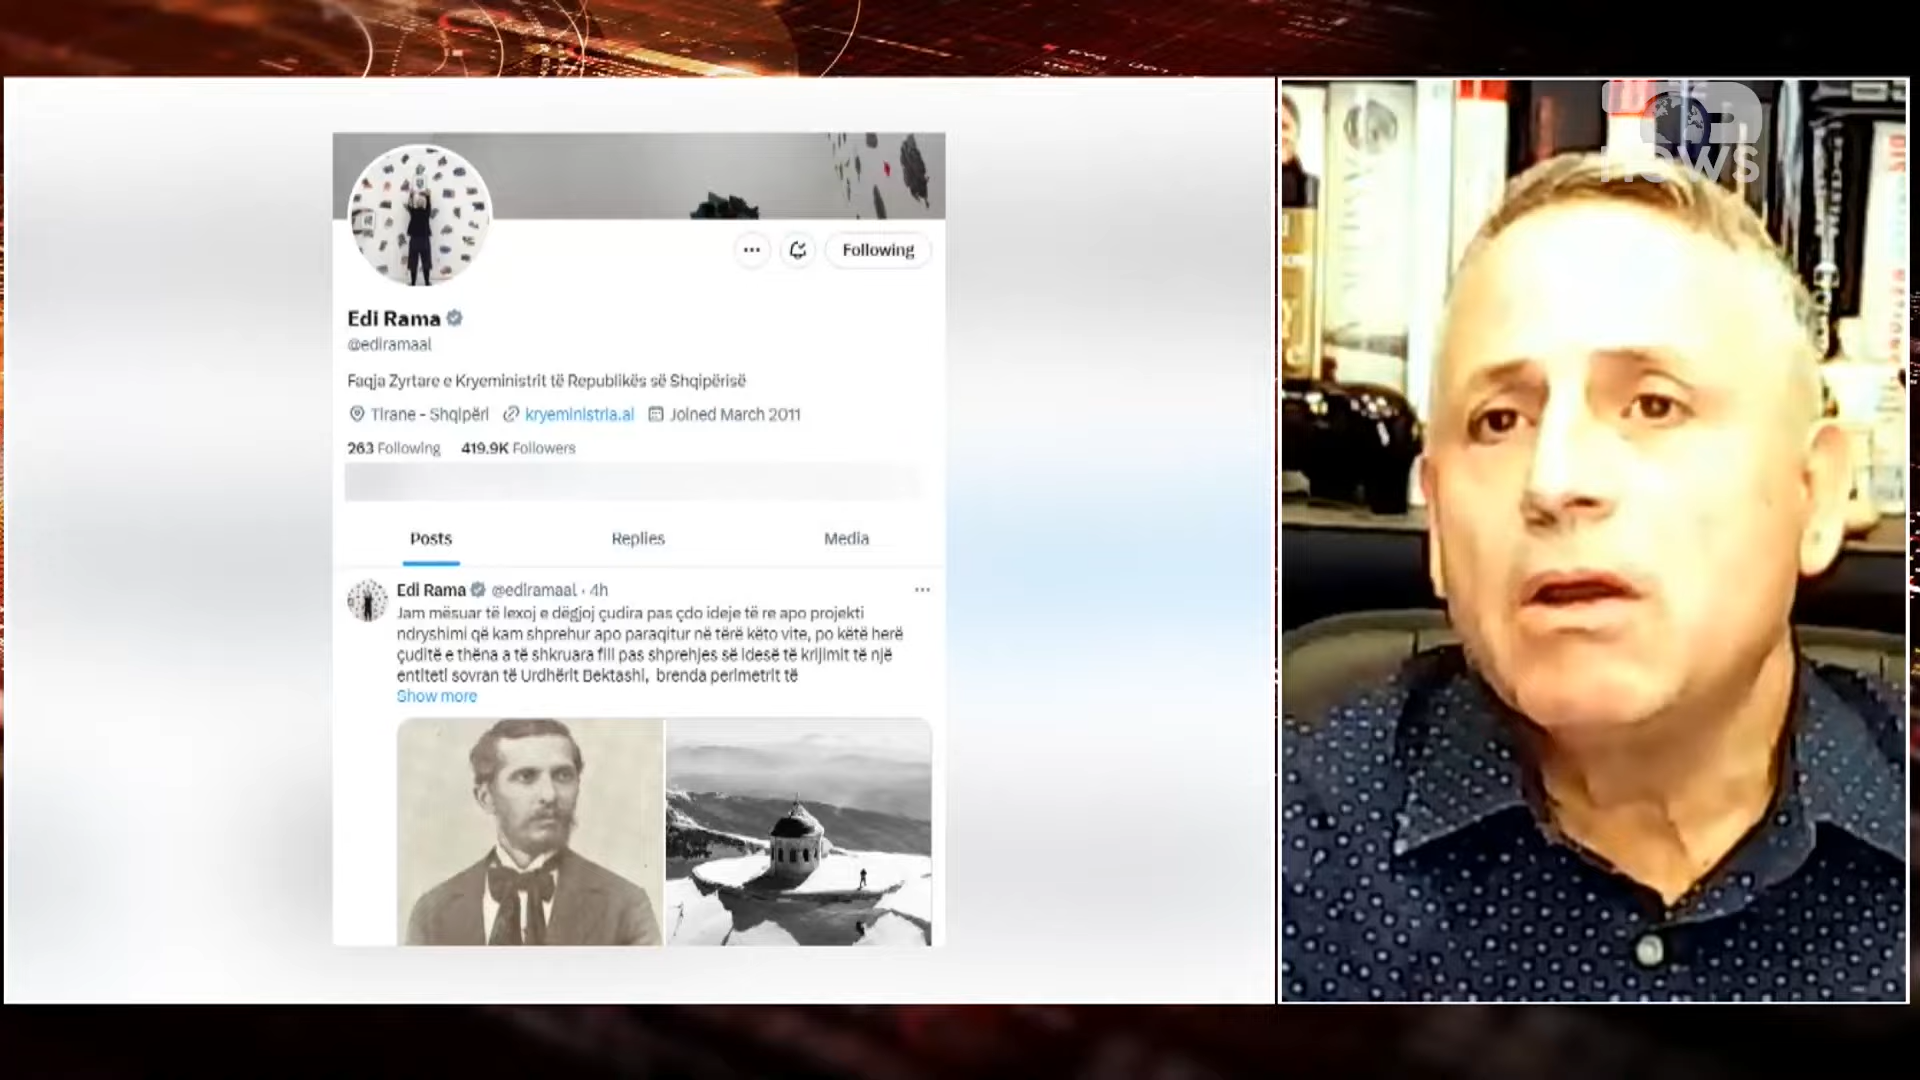 Following
Edi Rama
@ediramaal
Faqja Zyrtare e Kryeministrit të Republikës së Shqipërisë
Tirane - Shqipëri kryeministria.al Joined March 2011
263 Following 419.9K Followers
Posts Replies Media
Edi Rama @ediramaal · 4h
Jam mësuar të lexoj e dëgjoj çudira pas çdo ideje të re apo projekti
ndryshimi që kam shprehur apo paraqitur në tërë këto vite, po këtë herë
çuditë e thëna a të shkruara fill pas shprehjes së idesë të krijimit të një
entiteti sovran të Urdhërit Bektashi, brenda perimetrit të
Show more
TOP
news